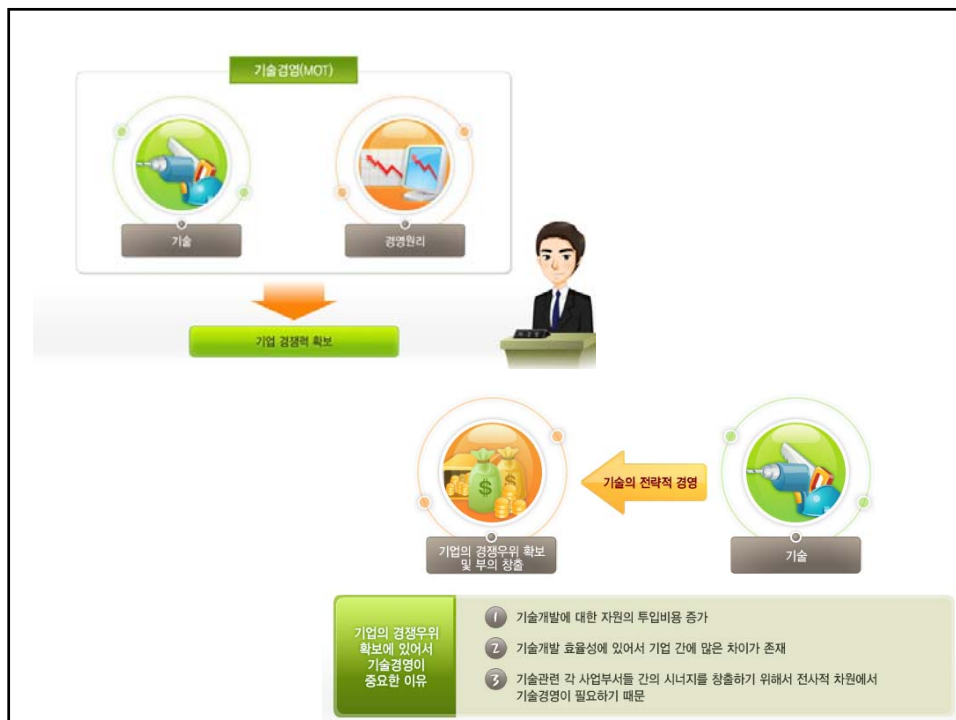 기술경영(MOT)
기술
경영원리
기업 경쟁력 확보
기술의 전략적 경영
기업의 경쟁우위 확보
및 부의 창출
기술
기업의 경쟁우위
확보에 있어서
기술경영이
중요한 이유
1 기술개발에 대한 자원의 투입비용 증가
2 기술개발 효율성에 있어서 기업 간에 많은 차이가 존재
3 기술관련 각 사업부서들 간의 시너지를 창출하기 위해서 전사적 차원에서
기술경영이 필요하기 때문